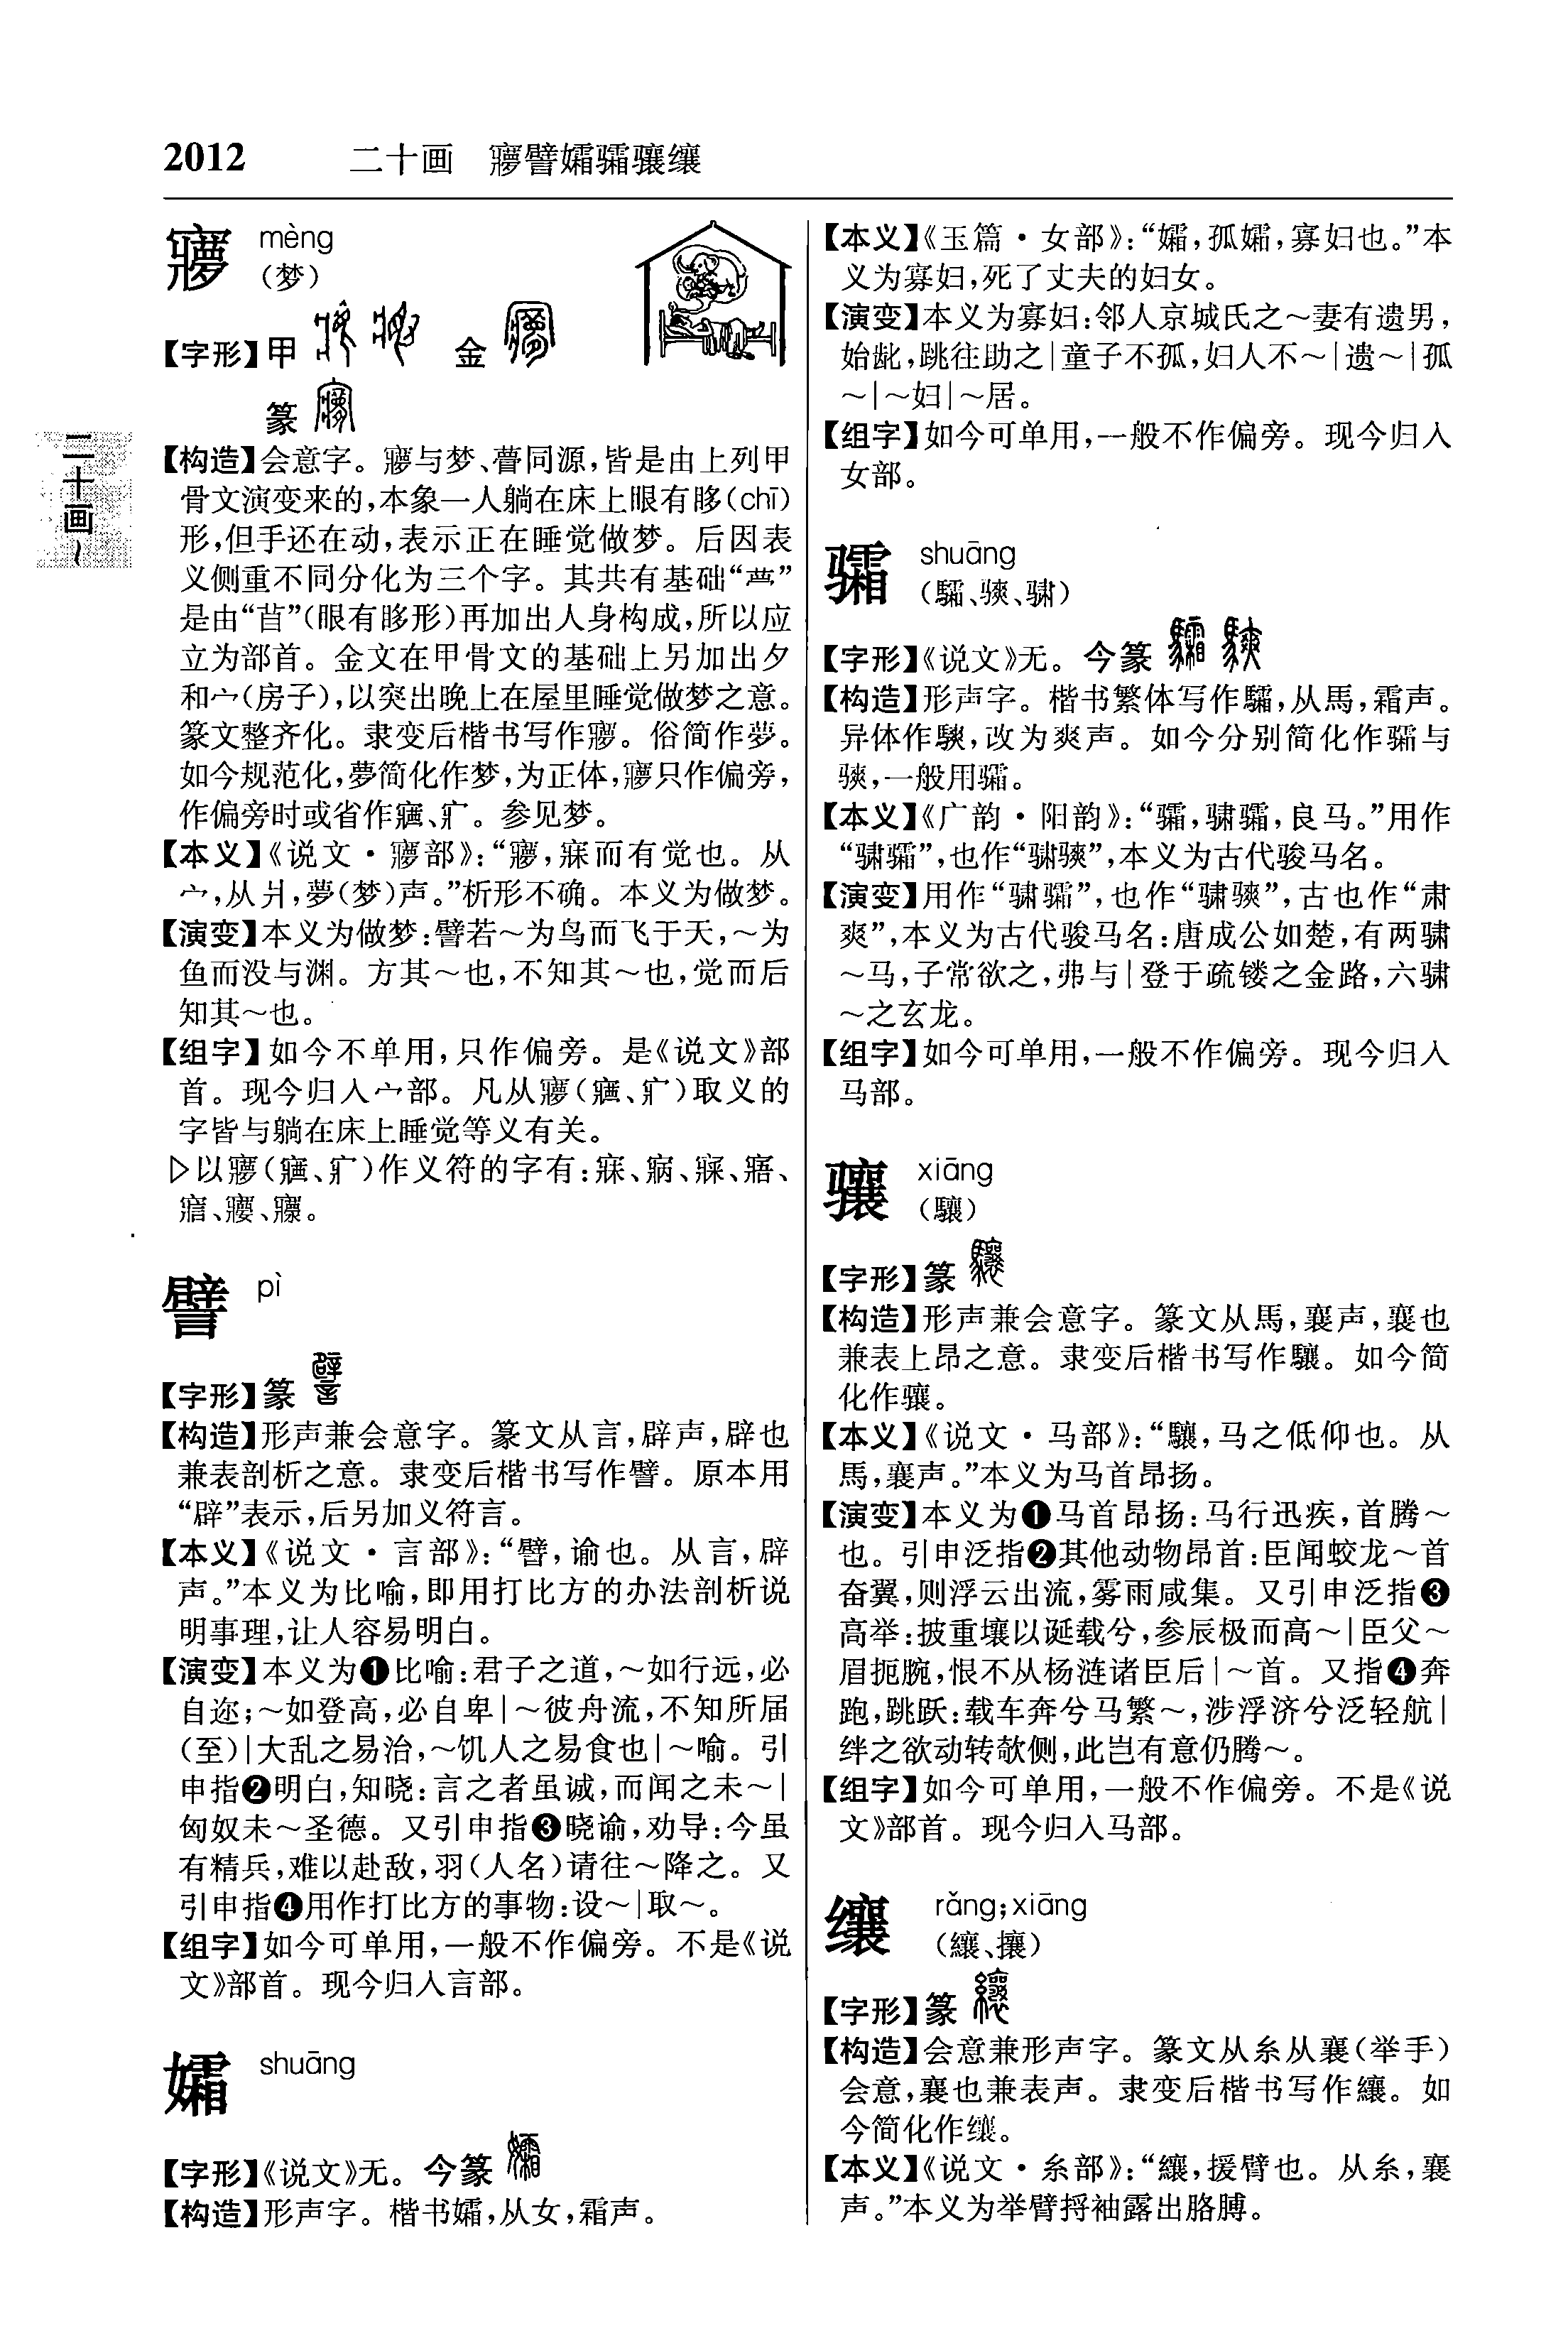 2012 二十画 㝱譬孀骦骧纕
二十画～
㝱 mèng
（梦）
【字形】甲 金
篆
【构造】会意字。㝱与梦、瞢同源，皆是由上列甲
骨文演变来的，本象一人躺在床上眼有眵（chī）
形，但手还在动，表示正在睡觉做梦。后因表
义侧重不同分化为三个字。其共有基础“”
是由“𥄕”（眼有眵形）再加出人身构成，所以应
立为部首。金文在甲骨文的基础上另加出夕
和宀（房子），以突出晚上在屋里睡觉做梦之意。
篆文整齐化。隶变后楷书写作㝱。俗简作夢。
如今规范化，夢简化作梦，为正体，㝱只作偏旁，
作偏旁时或省作、。参见梦。
【本义】《说文·㝱部》：“㝱，寐而有觉也。从
宀，从爿，夢（梦）声。”析形不确。本义为做梦。
【演变】本义为做梦：譬若～为鸟而飞于天，～为
鱼而没与渊。方其～也，不知其～也，觉而后
知其～也。
【组字】如今不单用，只作偏旁。是《说文》部
首。现今归入宀部。凡从㝱（、）取义的
字皆与躺在床上睡觉等义有关。
▷以㝱（、）作义符的字有：寐、寎、寱、寤、
、、。
譬 pì
【字形】篆
【构造】形声兼会意字。篆文从言，辟声，辟也
兼表剖析之意。隶变后楷书写作譬。原本用
“辟”表示，后另加义符言。
【本义】《说文·言部》：“譬，谕也。从言，辟
声。”本义为比喻，即用打比方的办法剖析说
明事理，让人容易明白。
【演变】本义为❶比喻：君子之道，～如行远，必
自迩；～如登高，必自卑|～彼舟流，不知所届
（至）|大乱之易治，～饥人之易食也|～喻。引
申指❷明白，知晓：言之者虽诚，而闻之未～|
匈奴未～圣德。又引申指❸晓谕，劝导：今虽
有精兵，难以赴敌，羽（人名）请往～降之。又
引申指❹用作打比方的事物：设～|取～。
【组字】如今可单用，一般不作偏旁。不是《说
文》部首。现今归入言部。
孀 shuāng
【字形】《说文》无。今篆
【构造】形声字。楷书孀，从女，霜声。
【本义】《玉篇·女部》：“孀，孤孀，寡妇也。”本
义为寡妇，死了丈夫的妇女。
【演变】本义为寡妇：邻人京城氏之～妻有遗男，
始龀，跳往助之|童子不孤，妇人不～|遗～|孤
～|～妇|～居。
【组字】如今可单用，一般不作偏旁。现今归入
女部。
骦 shuāng
（驦、、骕）
【字形】《说文》无。今篆
【构造】形声字。楷书繁体写作驦，从馬，霜声。
异体作騻，改为爽声。如今分别简化作骦与
，一般用骦。
【本义】《广韵·阳韵》：“骦，骕骦，良马。”用作
“骕骦”，也作“骕”，本义为古代骏马名。
【演变】用作“骕骦”，也作“骕”，古也作“肃
爽”，本义为古代骏马名：唐成公如楚，有两骕
～马，子常欲之，弗与|登于疏镂之金路，六骕
～之玄龙。
【组字】如今可单用，一般不作偏旁。现今归入
马部。
骧 xiāng
（驤）
【字形】篆
【构造】形声兼会意字。篆文从馬，襄声，襄也
兼表上昂之意。隶变后楷书写作驤。如今简
化作骧。
【本义】《说文·马部》：“驤，马之低仰也。从
馬，襄声。”本义为马首昂扬。
【演变】本义为❶马首昂扬：马行迅疾，首腾～
也。引申泛指❷其他动物昂首：臣闻蛟龙～首
奋翼，则浮云出流，雾雨咸集。又引申泛指❸
高举：披重壤以诞载兮，参辰极而高～|臣父～
眉扼腕，恨不从杨涟诸臣后|～首。又指❹奔
跑，跳跃：载车奔兮马繁～，涉浮济兮泛轻航|
绊之欲动转欹侧，此岂有意仍腾～。
【组字】如今可单用，一般不作偏旁。不是《说
文》部首。现今归入马部。
纕 rǎng；xiāng
（纕、攘）
【字形】篆
【构造】会意兼形声字。篆文从糸从襄（举手）
会意，襄也兼表声。隶变后楷书写作纕。如
今简化作纕。
【本义】《说文·糸部》：“纕，援臂也。从糸，襄
声。”本义为举臂捋袖露出胳膊。